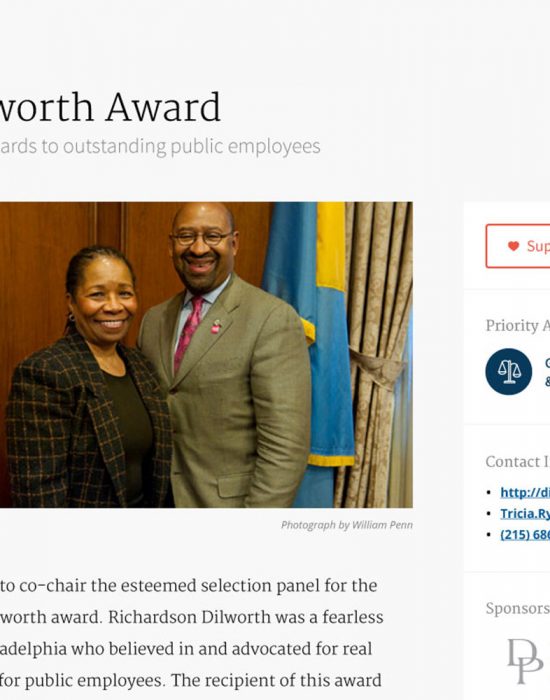 worth Award
ards to outstanding public employees
Sup
Priority A
&
Photograph by William Penn
Contact I
http://di
Tricia.Ry
(215) 686
to co-chair the esteemed selection panel for the
worth award. Richardson Dilworth was a fearless
adelphia who believed in and advocated for real
for public employees. The recipient of this award
Sponsors
DP